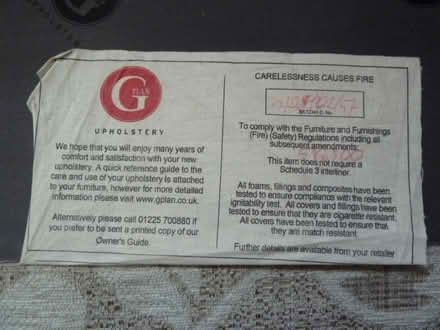 G
PLAN
UPHOLSTERY
We hope that you will enjoy many years of
comfort and satisfaction with your new
upholstery. A quick reference guide to the
care and use of your upholstery is attached
to your furniture, however for more detailed
information please visit www.gplan.co.uk.
Alternatively please call 01225 700880 if
you prefer to be sent a printed copy of our
Owner's Guide.
CARELESSNESS CAUSES FIRE
BATCH/I.D. No.
To comply with the Furniture and Furnishings
(Fire) (Safety) Regulations including all
subsequent amendments:
This item does not require a
Schedule 3 interliner.
All foams, fillings and composites have been
tested to ensure compliance with the relevant
ignitability test. All covers and fillings have been
tested to ensure that they are cigarette resistant.
All covers have been tested to ensure that
they are match resistant.
Further details are available from your retailer